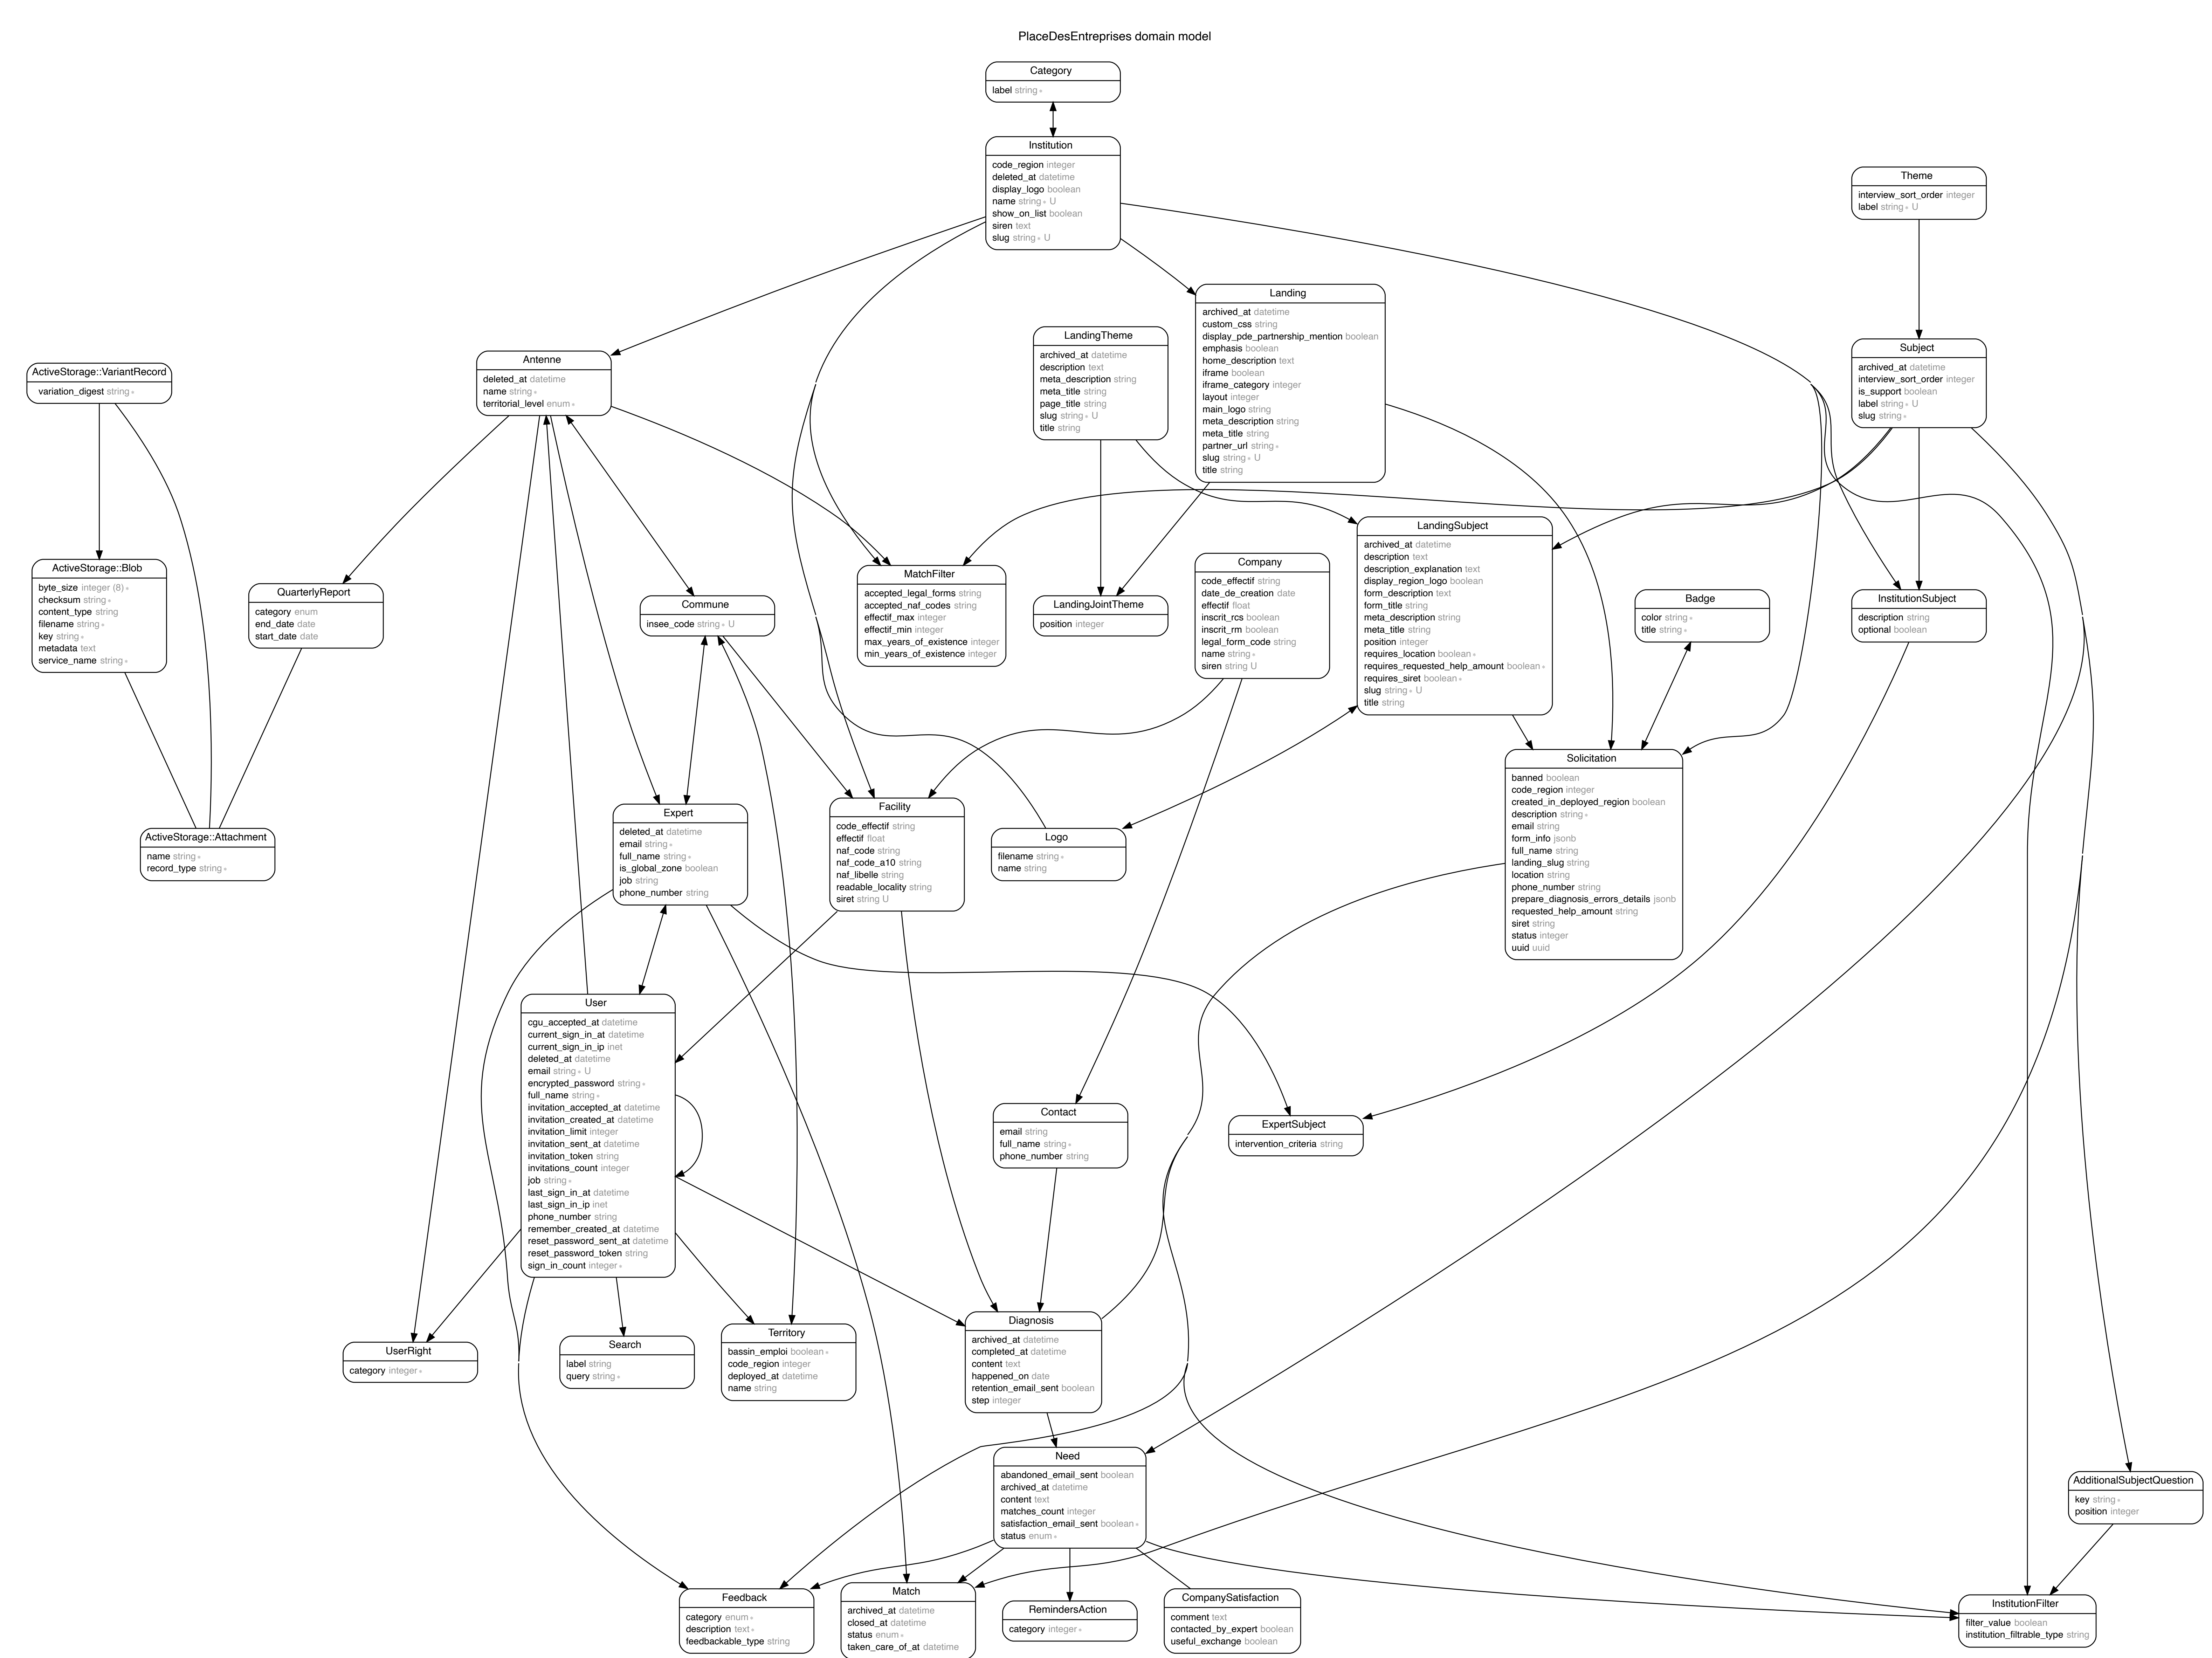 PlaceDesEntreprises domain model
Category
label string *
Institution
code_region integer
deleted_at datetime
display_logo boolean
name string * U
show_on_list boolean
siren text
slug string * U
Theme
interview_sort_order integer
label string * U
Landing
archived_at datetime
custom_css string
display_pde_partnership_mention boolean
emphasis boolean
home_description text
iframe boolean
iframe_category integer
layout integer
main_logo string
meta_description string
meta_title string
partner_url string *
slug string * U
title string
LandingTheme
archived_at datetime
description text
meta_description string
meta_title string
page_title string
slug string * U
title string
Subject
archived_at datetime
interview_sort_order integer
is_support boolean
label string * U
slug string *
Antenne
deleted_at datetime
name string *
territorial_level enum *
ActiveStorage::VariantRecord
variation_digest string *
ActiveStorage::Blob
byte_size integer (8) *
checksum string *
content_type string
filename string *
key string *
metadata text
service_name string *
QuarterlyReport
category enum
end_date date
start_date date
Commune
insee_code string * U
MatchFilter
accepted_legal_forms string
accepted_naf_codes string
effectif_max integer
effectif_min integer
max_years_of_existence integer
min_years_of_existence integer
LandingJointTheme
position integer
Company
code_effectif string
date_de_creation date
effectif float
inscrit_rcs boolean
inscrit_rm boolean
legal_form_code string
name string *
siren string U
LandingSubject
archived_at datetime
description text
description_explanation text
display_region_logo boolean
form_description text
form_title string
meta_description string
meta_title string
position integer
requires_location boolean *
requires_requested_help_amount boolean *
requires_siret boolean *
slug string * U
title string
Badge
color string *
title string *
InstitutionSubject
description string
optional boolean
Solicitation
banned boolean
code_region integer
created_in_deployed_region boolean
description string *
email string
form_info jsonb
full_name string
landing_slug string
location string
phone_number string
prepare_diagnosis_errors_details jsonb
requested_help_amount string
siret string
status integer
uuid uuid
ActiveStorage::Attachment
name string *
record_type string *
Expert
deleted_at datetime
email string *
full_name string *
is_global_zone boolean
job string
phone_number string
Facility
code_effectif string
effectif float
naf_code string
naf_code_a10 string
naf_libelle string
readable_locality string
siret string U
Logo
filename string *
name string
User
cgu_accepted_at datetime
current_sign_in_at datetime
current_sign_in_ip inet
deleted_at datetime
email string * U
encrypted_password string *
full_name string *
invitation_accepted_at datetime
invitation_created_at datetime
invitation_limit integer
invitation_sent_at datetime
invitation_token string
invitations_count integer
job string *
last_sign_in_at datetime
last_sign_in_ip inet
phone_number string
remember_created_at datetime
reset_password_sent_at datetime
reset_password_token string
sign_in_count integer *
Contact
email string
full_name string *
phone_number string
ExpertSubject
intervention_criteria string
UserRight
category integer *
Search
label string
query string *
Territory
bassin_emploi boolean *
code_region integer
deployed_at datetime
name string
Diagnosis
archived_at datetime
completed_at datetime
content text
happened_on date
retention_email_sent boolean
step integer
Need
abandoned_email_sent boolean
archived_at datetime
content text
matches_count integer
satisfaction_email_sent boolean *
status enum *
AdditionalSubjectQuestion
key string *
position integer
Feedback
category enum *
description text *
feedbackable_type string
Match
archived_at datetime
closed_at datetime
status enum *
taken_care_of_at datetime
RemindersAction
category integer *
CompanySatisfaction
comment text
contacted_by_expert boolean
useful_exchange boolean
InstitutionFilter
filter_value boolean
institution_filtrable_type string